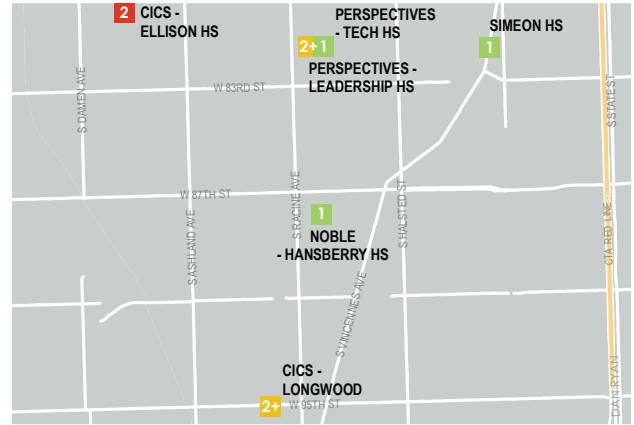 2
CICS -
ELLISON HS
PERSPECTIVES
- TECH HS
2+ 1
PERSPECTIVES -
LEADERSHIP HS
SIMEON HS
1
W 83RD ST
S DAMEN AVE
S STATE ST
W 87TH ST
S ASHLAND AVE
S RACINE AVE
1
NOBLE
- HANSBERRY HS
S HALSTED ST
CTA RED LINE
S VINCENNES AVE
CICS -
LONGWOOD
2+
W 95TH ST
DAN RYAN